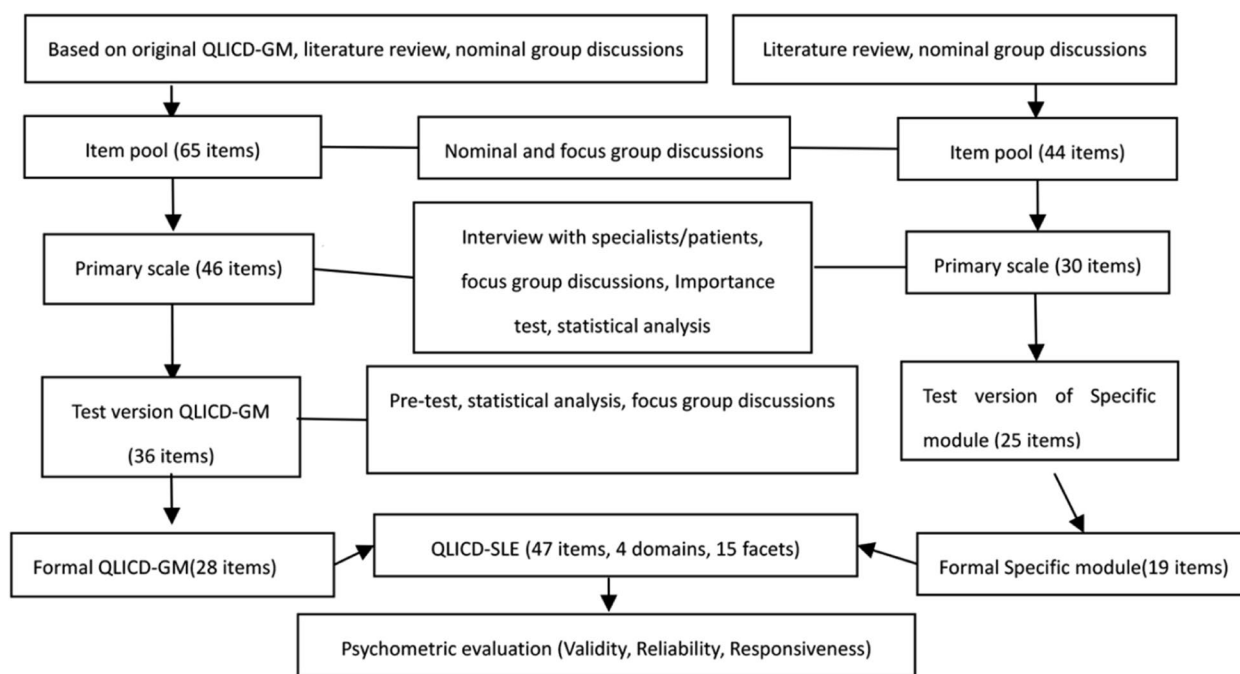 Based on original QLICD-GM, literature review, nominal group discussions
Literature review, nominal group discussions
Item pool (65 items)
Nominal and focus group discussions
Item pool (44 items)
Primary scale (46 items)
Interview with specialists/patients,
focus group discussions, Importance
test, statistical analysis
Primary scale (30 items)
Test version QLICD-GM
(36 items)
Pre-test, statistical analysis, focus group discussions
Test version of Specific
module (25 items)
Formal QLICD-GM(28 items)
QLICD-SLE (47 items, 4 domains, 15 facets)
Formal Specific module(19 items)
Psychometric evaluation (Validity, Reliability, Responsiveness)